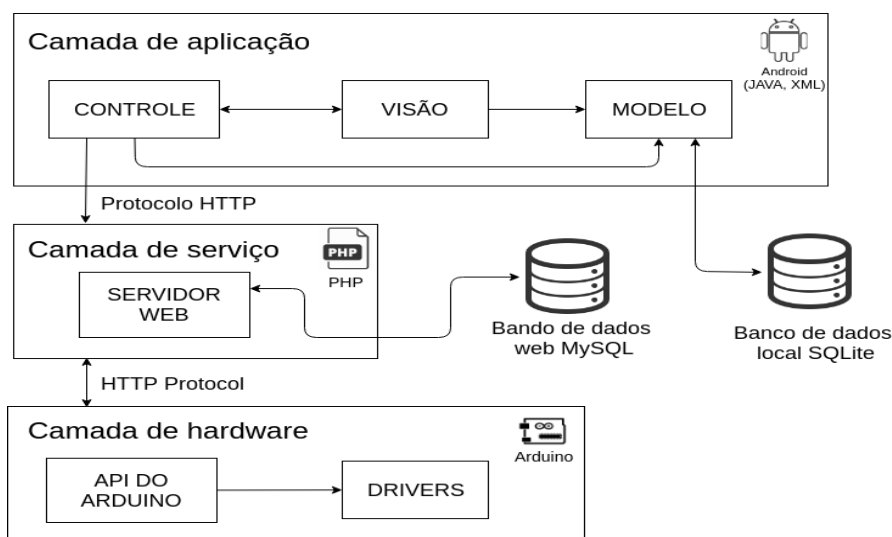 Camada de aplicação
Android
(JAVA, XML)
CONTROLE
VISÃO
MODELO
Protocolo HTTP
Camada de serviço
PHP
PHP
SERVIDOR
WEB
Bando de dados
web MySQL
Banco de dados
local SQLite
HTTP Protocol
Camada de hardware
Arduino
API DO
ARDUINO
DRIVERS